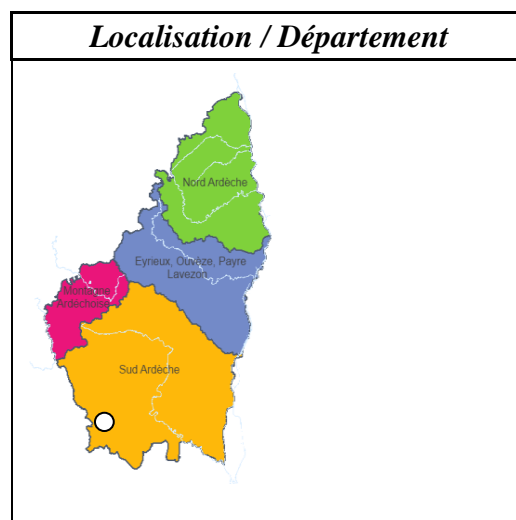 Localisation / Département
Nord Ardèche
Eyrieux, Ouvèze, Payre
Lavezon
Montagne
Ardéchoise
Sud Ardèche